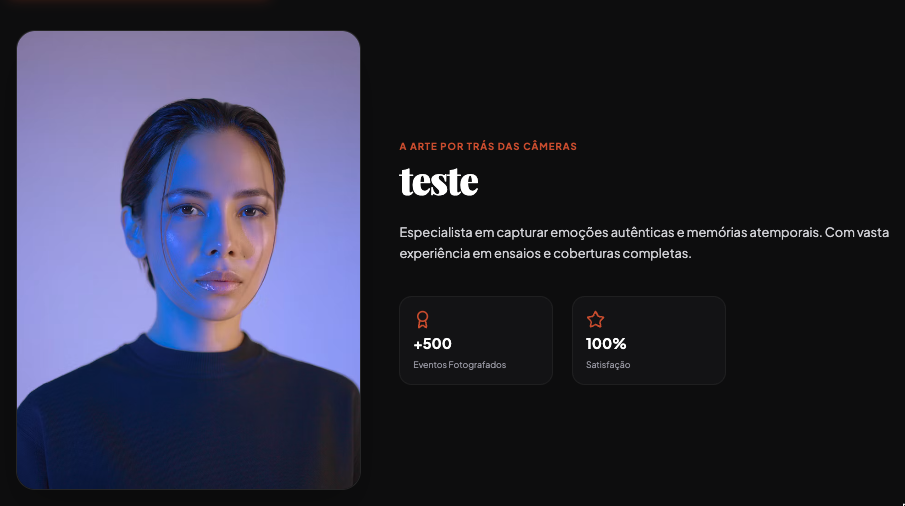 A ARTE POR TRÁS DAS CÂMERAS
teste
Especialista em capturar emoções autênticas e memórias atemporais. Com vasta
experiência em ensaios e coberturas completas.
+500
Eventos Fotografados
100%
Satisfação